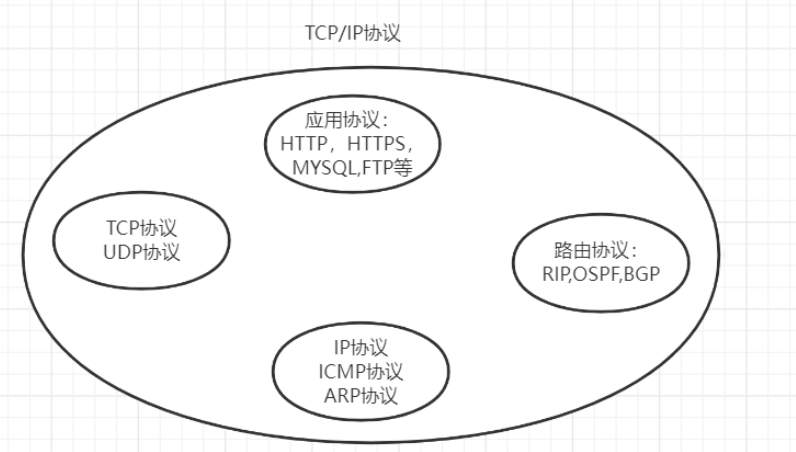 TCP/IP协议
应用协议：
HTTP，HTTPS，
MYSQL,FTP等
TCP协议
UDP协议
路由协议：
RIP,OSPF,BGP
IP协议
ICMP协议
ARP协议